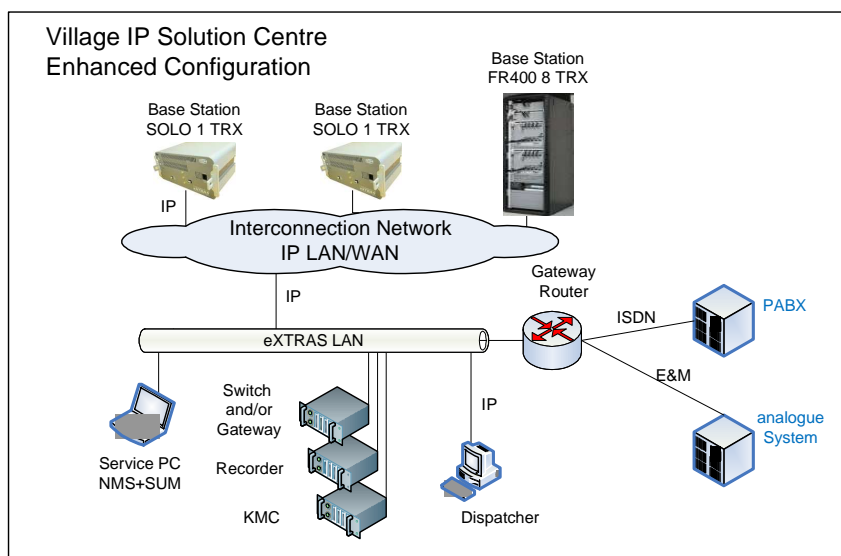 Village IP Solution Centre
Enhanced Configuration
Base Station
FR400 8 TRX
Base Station
SOLO 1 TRX
Base Station
SOLO 1 TRX
IP
Interconnection Network
IP LAN/WAN
IP
Gateway
Router
ISDN
PABX
eXTRAS LAN
E&M
IP
Switch
and/or
Gateway
analogue
System
Service PC
NMS+SUM
Recorder
KMC
Dispatcher